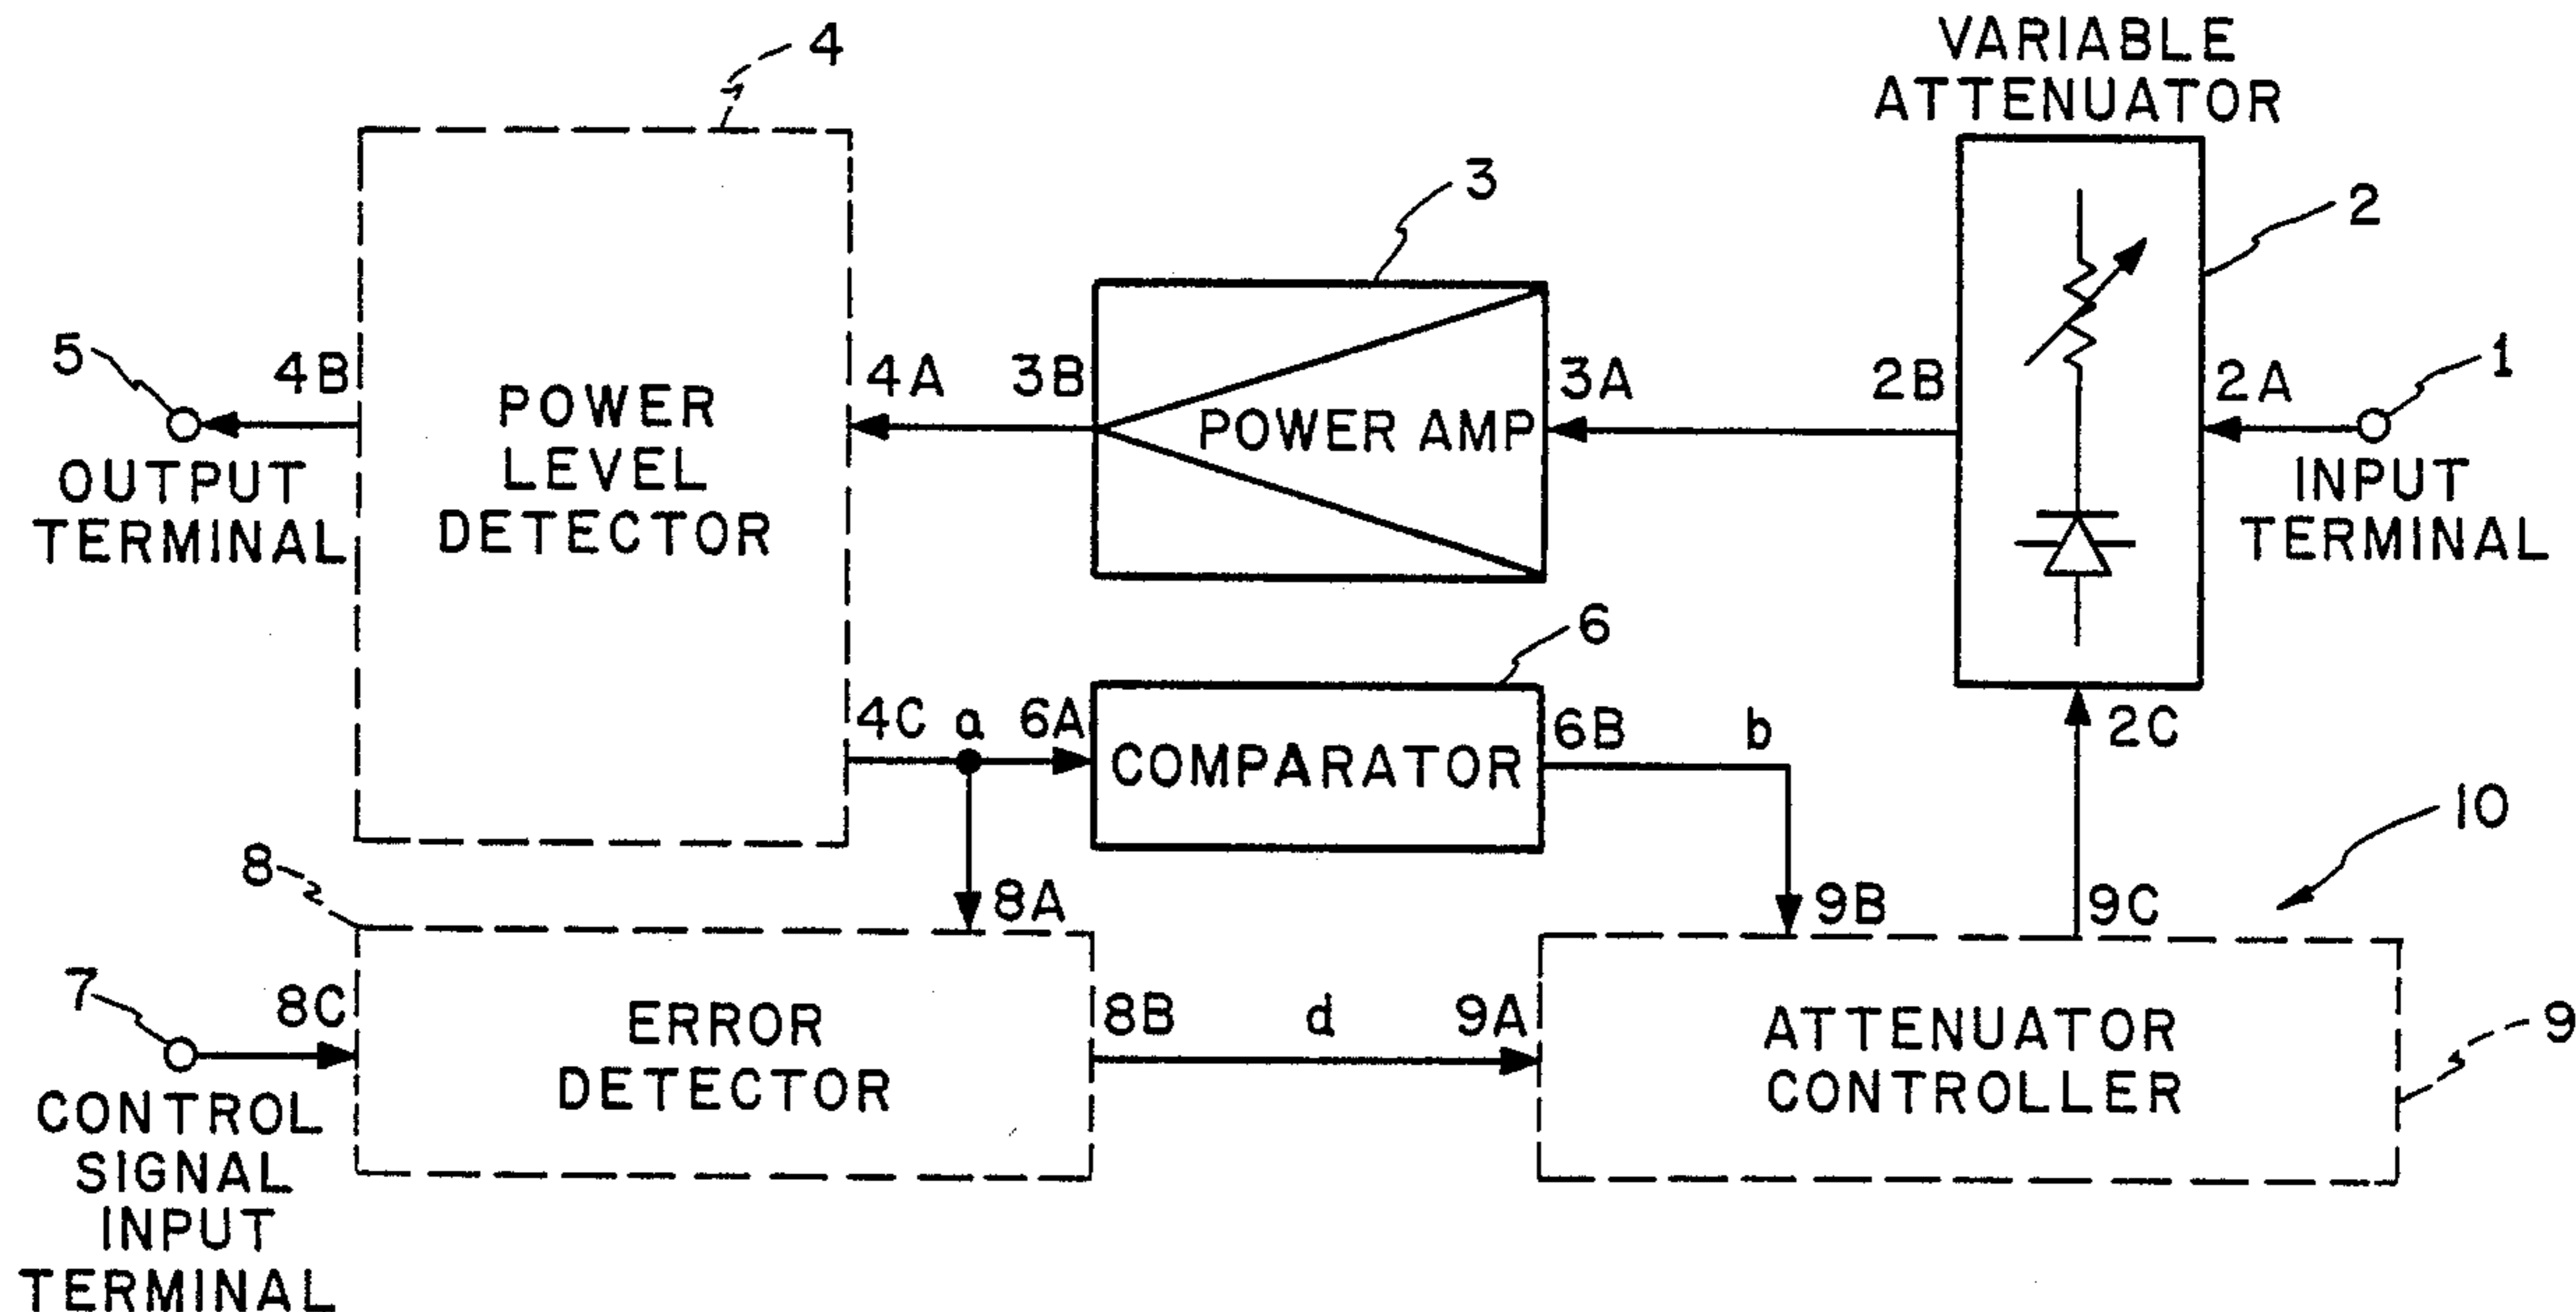 4
VARIABLE
ATTENUATOR
3
2
5
4B
4A
3B
3A
2B
2A
1
POWER
LEVEL
DETECTOR
POWER AMP
OUTPUT
TERMINAL
INPUT
TERMINAL
6
4C
a
6A
COMPARATOR
6B
b
2C
10
8
8A
9B
9C
7
8C
ERROR
DETECTOR
8B
d
9A
ATTENUATOR
CONTROLLER
9
CONTROL
SIGNAL
INPUT
TERMINAL